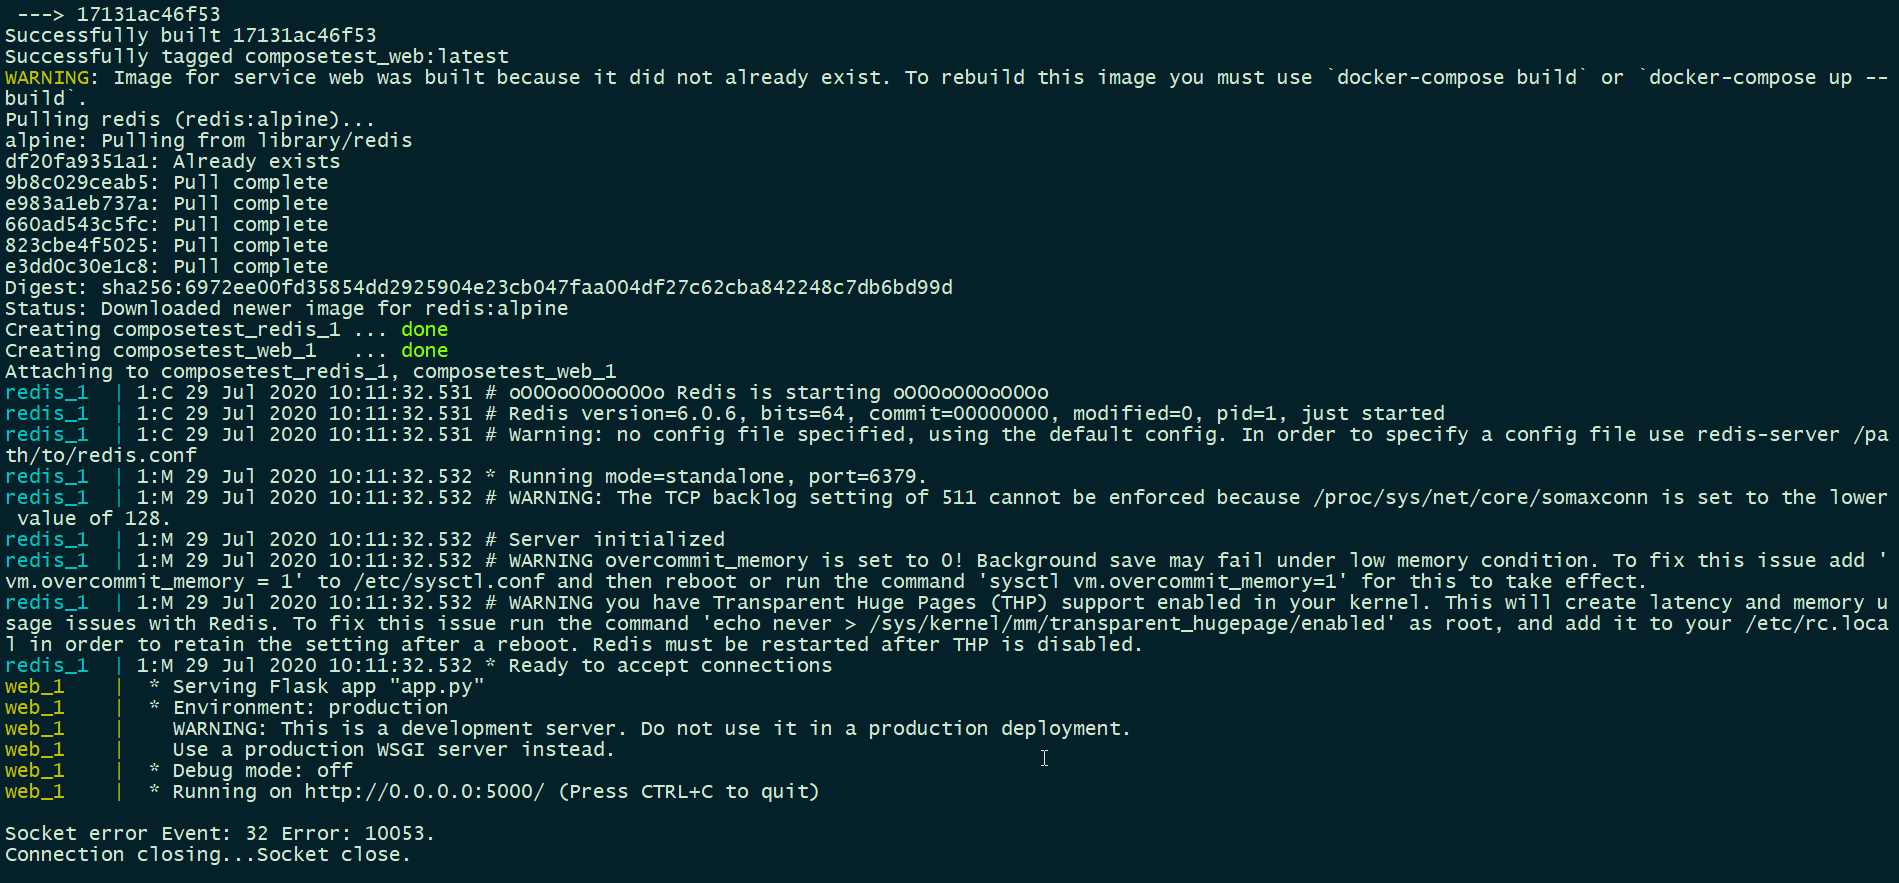 ---> 17131ac46f53
Successfully built 17131ac46f53
Successfully tagged composetest_web:latest
WARNING: Image for service web was built because it did not already exist. To rebuild this image you must use `docker-compose build` or `docker-compose up --
build`.
Pulling redis (redis:alpine)...
alpine: Pulling from library/redis
df20fa9351a1: Already exists
9b8c029ceab5: Pull complete
e983a1eb737a: Pull complete
660ad543c5fc: Pull complete
823cbe4f5025: Pull complete
e3dd0c30e1c8: Pull complete
Digest: sha256:6972ee00fd35854dd2925904e23cb047faa004df27c62cba842248c7db6bd99d
Status: Downloaded newer image for redis:alpine
Creating composetest_redis_1 ... done
Creating composetest_web_1   ... done
Attaching to composetest_redis_1, composetest_web_1
redis_1  | 1:C 29 Jul 2020 10:11:32.531 # oO0OoO0OoO0Oo Redis is starting oO0OoO0OoO0Oo
redis_1  | 1:C 29 Jul 2020 10:11:32.531 # Redis version=6.0.6, bits=64, commit=00000000, modified=0, pid=1, just started
redis_1  | 1:C 29 Jul 2020 10:11:32.531 # Warning: no config file specified, using the default config. In order to specify a config file use redis-server /pa
th/to/redis.conf
redis_1  | 1:M 29 Jul 2020 10:11:32.532 * Running mode=standalone, port=6379.
redis_1  | 1:M 29 Jul 2020 10:11:32.532 # WARNING: The TCP backlog setting of 511 cannot be enforced because /proc/sys/net/core/somaxconn is set to the lower
 value of 128.
redis_1  | 1:M 29 Jul 2020 10:11:32.532 # Server initialized
redis_1  | 1:M 29 Jul 2020 10:11:32.532 # WARNING overcommit_memory is set to 0! Background save may fail under low memory condition. To fix this issue add '
vm.overcommit_memory = 1' to /etc/sysctl.conf and then reboot or run the command 'sysctl vm.overcommit_memory=1' for this to take effect.
redis_1  | 1:M 29 Jul 2020 10:11:32.532 # WARNING you have Transparent Huge Pages (THP) support enabled in your kernel. This will create latency and memory u
sage issues with Redis. To fix this issue run the command 'echo never > /sys/kernel/mm/transparent_hugepage/enabled' as root, and add it to your /etc/rc.loca
l in order to retain the setting after a reboot. Redis must be restarted after THP is disabled.
redis_1  | 1:M 29 Jul 2020 10:11:32.532 * Ready to accept connections
web_1    |  * Serving Flask app "app.py"
web_1    |  * Environment: production
web_1    |    WARNING: This is a development server. Do not use it in a production deployment.
web_1    |    Use a production WSGI server instead.
web_1    |  * Debug mode: off
web_1    |  * Running on http://0.0.0.0:5000/ (Press CTRL+C to quit)

Socket error Event: 32 Error: 10053.
Connection closing...Socket close.